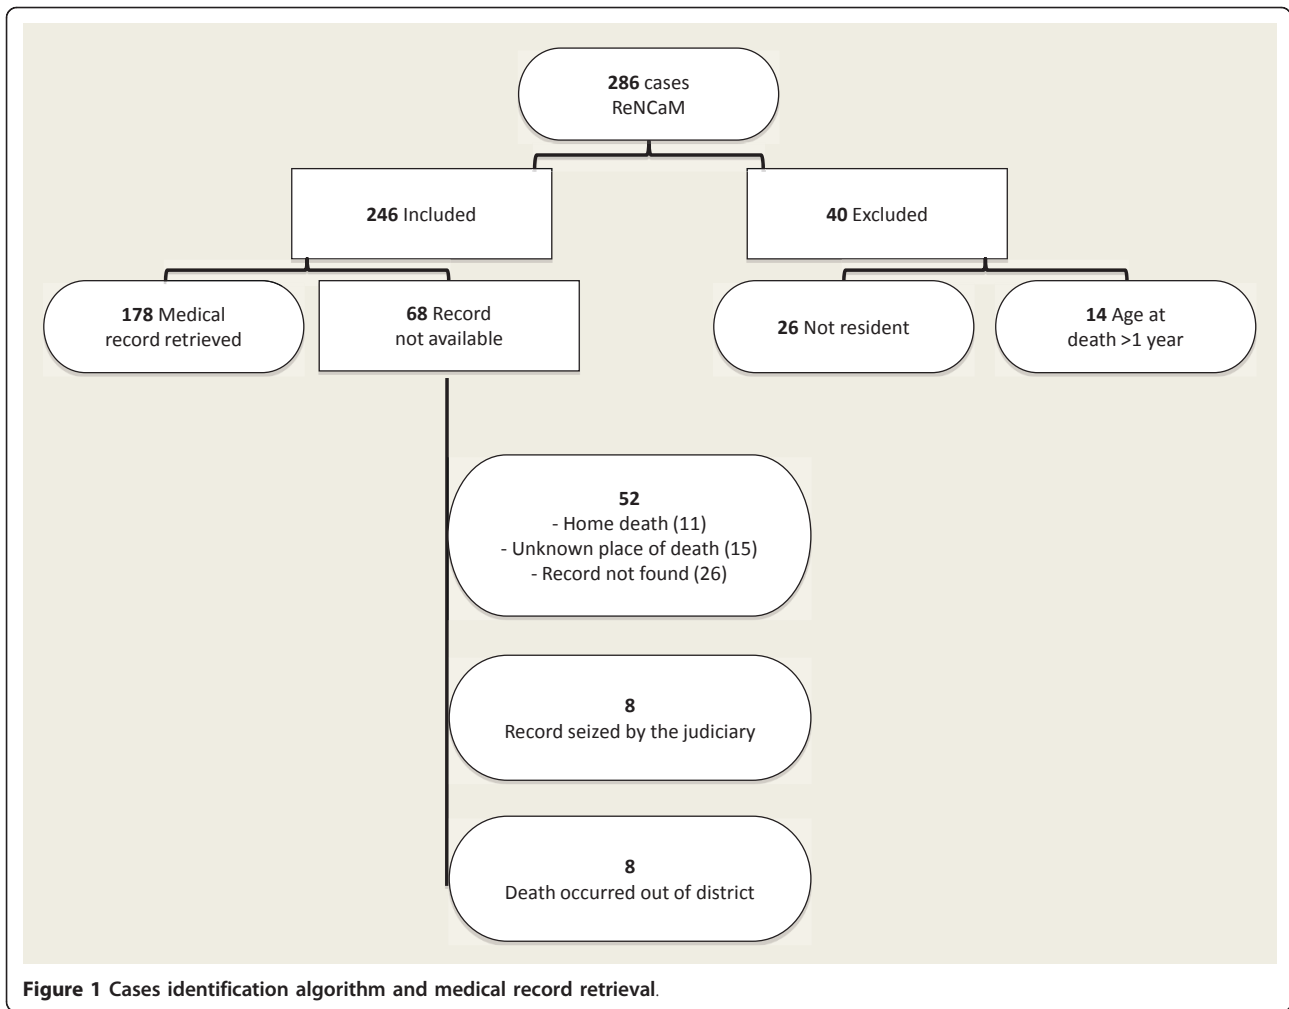 286 cases
ReNCaM
246 Included
40 Excluded
178 Medical
record retrieved
68 Record
not available
26 Not resident
14 Age at
death >1 year
52
- Home death (11)
- Unknown place of death (15)
- Record not found (26)
8
Record seized by the judiciary
8
Death occurred out of district
Figure 1 Cases identification algorithm and medical record retrieval.